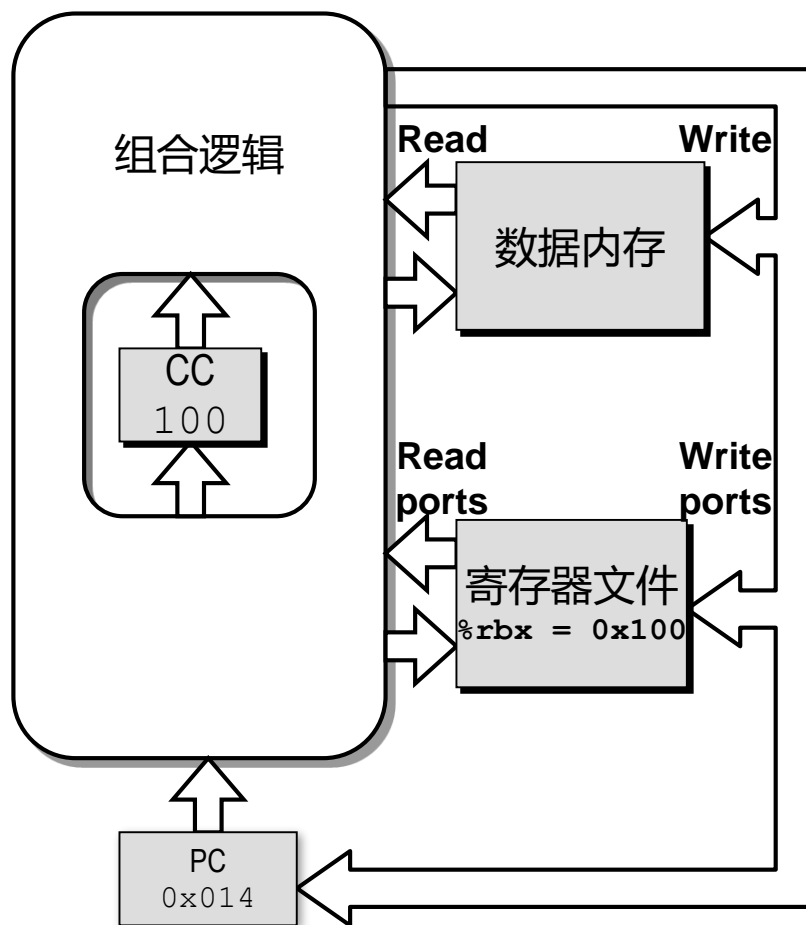 组合逻辑
Read
Write
数据内存
CC
100
Read
ports
Write
ports
寄存器文件
%rbx = 0x100
PC
0x014